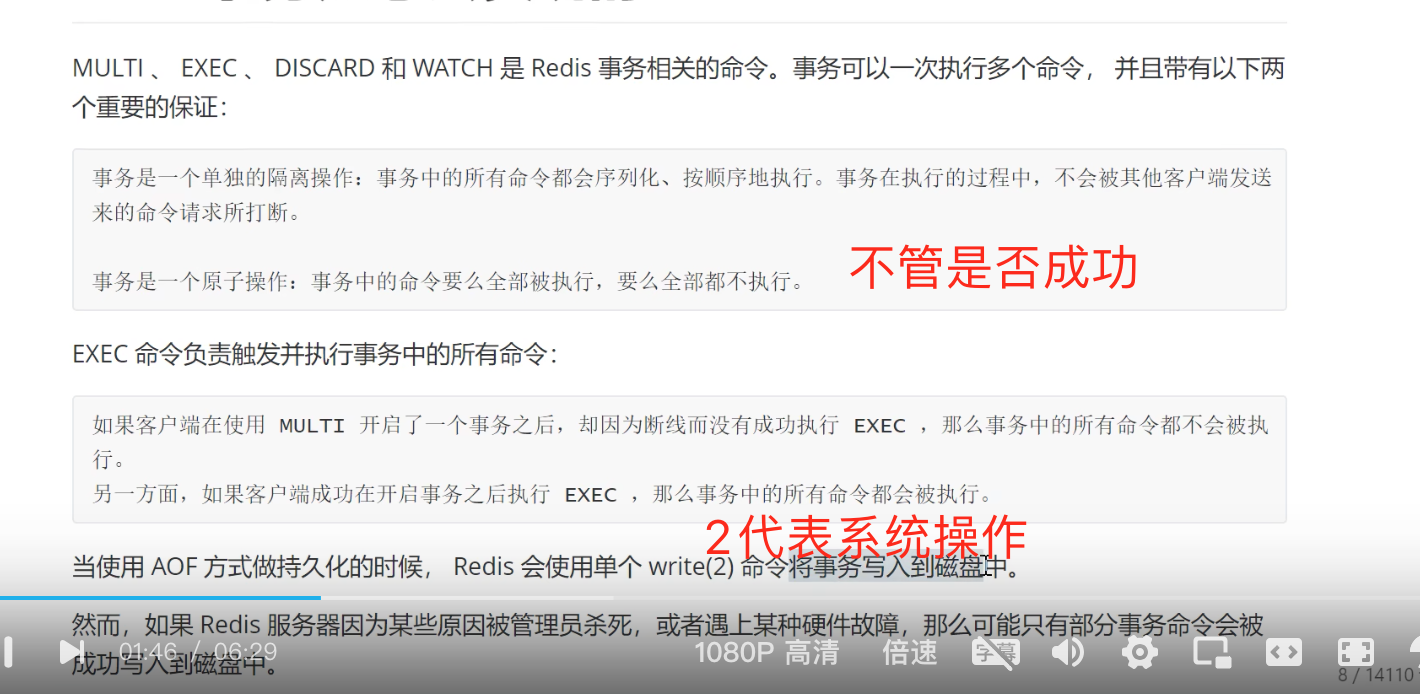 MULTI 、 EXEC 、 DISCARD 和 WATCH 是 Redis 事务相关的命令。事务可以一次执行多个命令， 并且带有以下两
个重要的保证：
事务是一个单独的隔离操作：事务中的所有命令都会序列化、按顺序地执行。事务在执行的过程中，不会被其他客户端发送
来的命令请求所打断。
不管是否成功
事务是一个原子操作：事务中的命令要么全部被执行，要么全部都不执行。
EXEC 命令负责触发并执行事务中的所有命令：
如果客户端在使用 MULTI 开启了一个事务之后，却因为断线而没有成功执行 EXEC ，那么事务中的所有命令都不会被执
行。
另一方面，如果客户端成功在开启事务之后执行 EXEC ，那么事务中的所有命令都会被执行。
2代表系统操作
当使用 AOF 方式做持久化的时候， Redis 会使用单个 write(2) 命令将事务写入到磁盘中。
然而，如果 Redis 服务器因为某些原因被管理员杀死，或者遇上某种硬件故障，那么可能只有部分事务命令会被
01:46 / 06:29
1080P 高清
倍速
字幕
成功写入到磁盘中。
8 / 14110